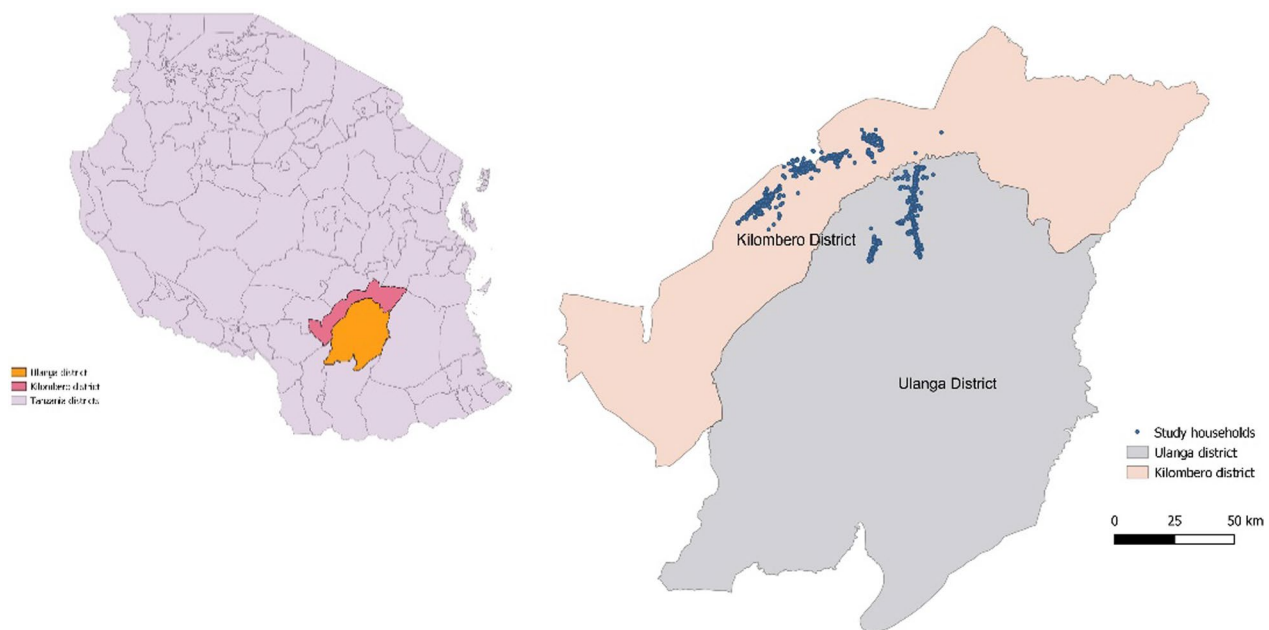 Ulanga district
Kilombero district
Tanzania districts
Kilombero District
Ulanga District
Study households
Ulanga district
Kilombero district
0 25 50 km